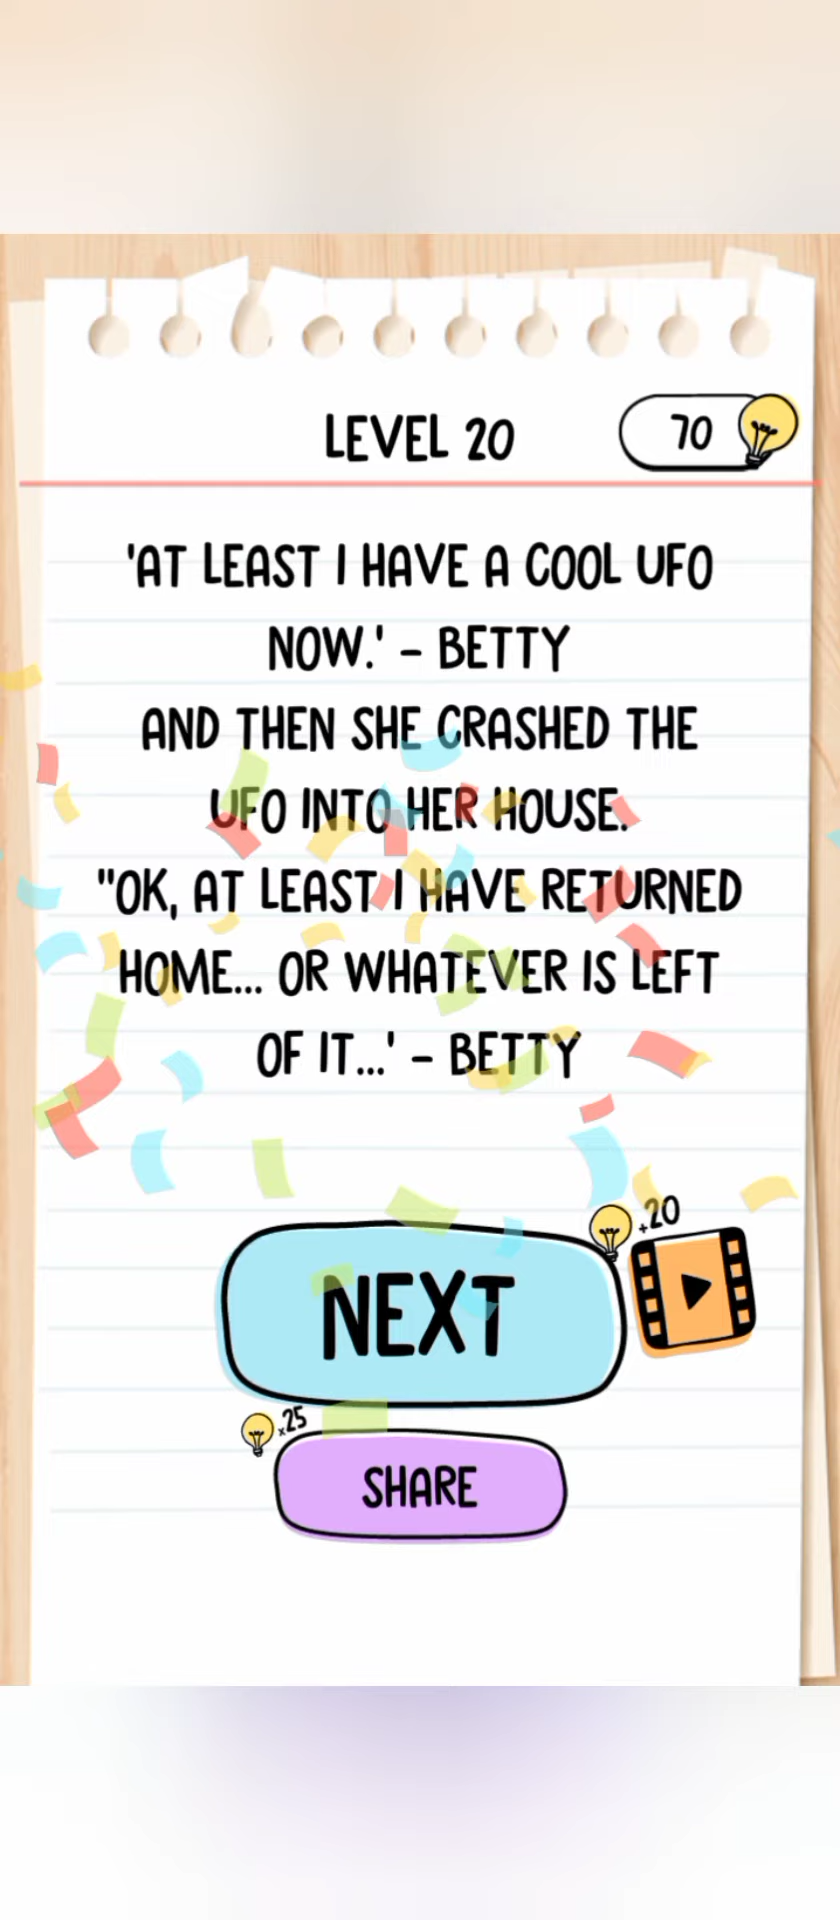 LEVEL 20
70
'AT LEAST I HAVE A COOL UFO
NOW.' - BETTY
AND THEN SHE CRASHED THE
UFO INTO HER HOUSE.
"OK, AT LEAST I HAVE RETURNED
HOME... OR WHATEVER IS LEFT
OF IT...' - BETTY
+20
NEXT
x25
SHARE